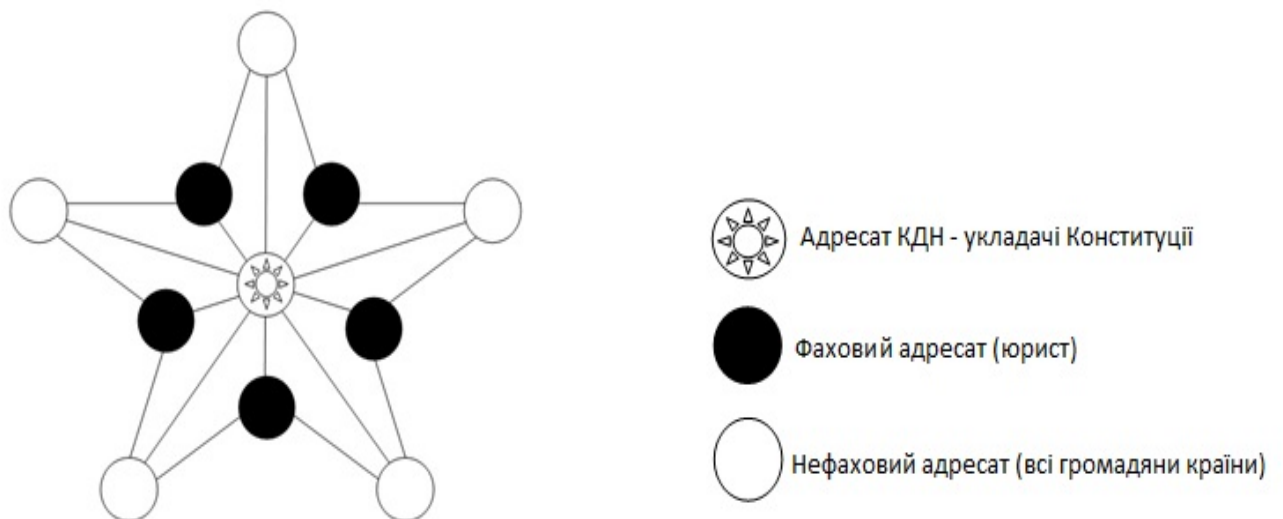 Адресат КДН - укладачі Конституції
Фаховий адресат (юрист)
Нефаховий адресат (всі громадяни країни)